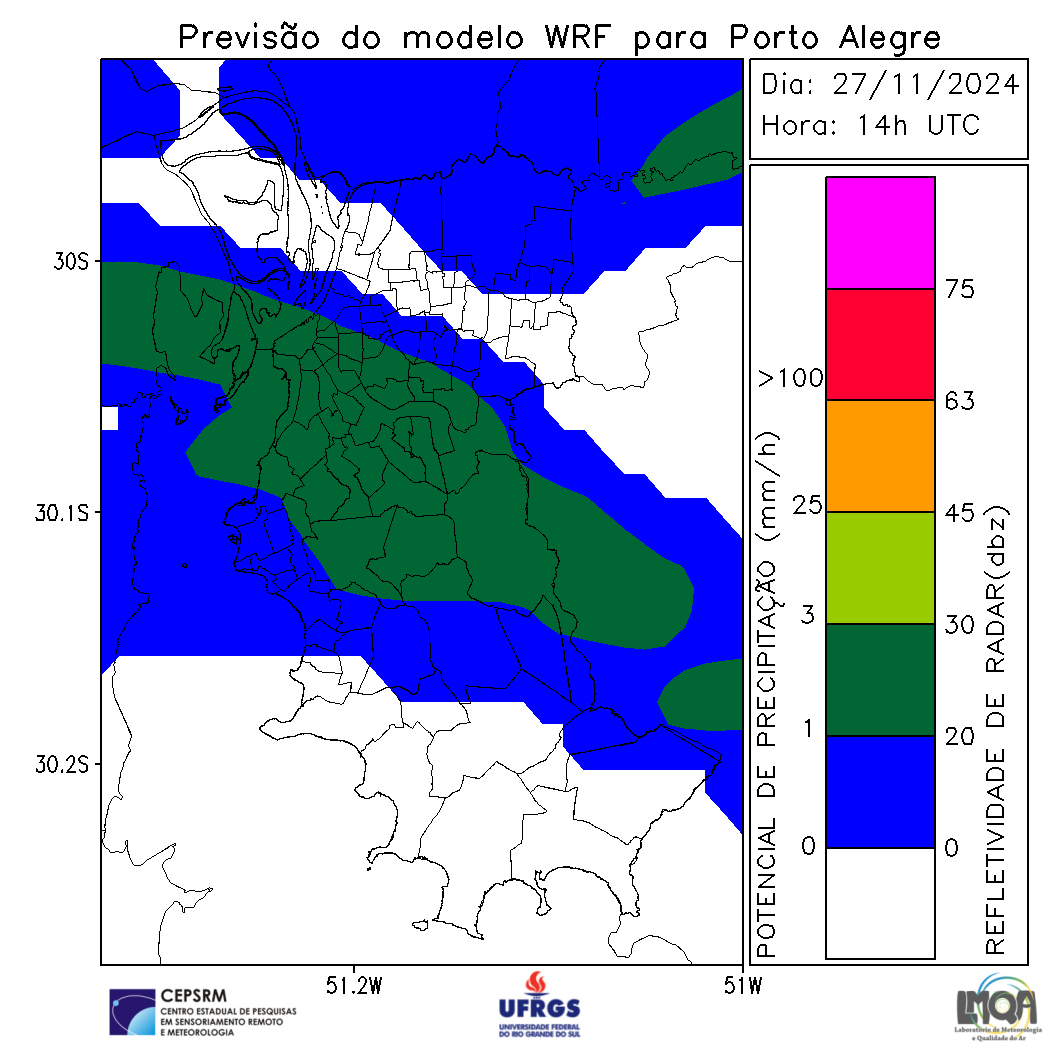 Previsão do modelo WRF para Porto Alegre
Dia: 27/11/2024
Hora: 14h UTC
30S
30.1S
30.2S
51.2W
51W
POTENCIAL DE PRECIPITAÇÃO (mm/h)
>100
25
3
1
0
75
63
45
30
20
0
REFLETIVIDADE DE RADAR(dbz)
CEPSRM
CENTRO ESTADUAL DE PESQUISAS
EM SENSORIAMENTO REMOTO
E METEOROLOGIA
UFRGS
UNIVERSIDADE FEDERAL
DO RIO GRANDE DO SUL
LMQA
Laboratório de Meteorologia
e Qualidade do Ar